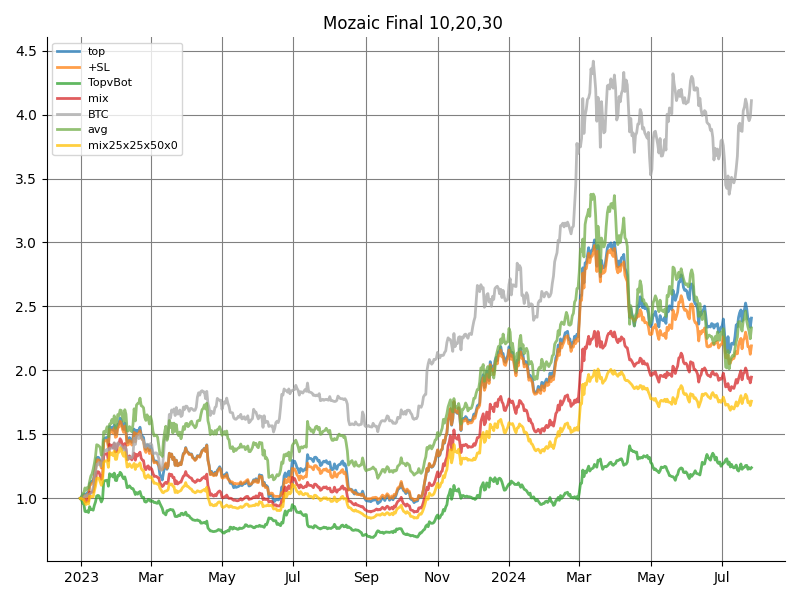 Mozaic Final 10,20,30
top
+SL
TopvBot
mix
BTC
avg
mix25x25x50x0
4.5
4.0
3.5
3.0
2.5
2.0
1.5
1.0
2023 Mar May Jul Sep Nov 2024 Mar May Jul